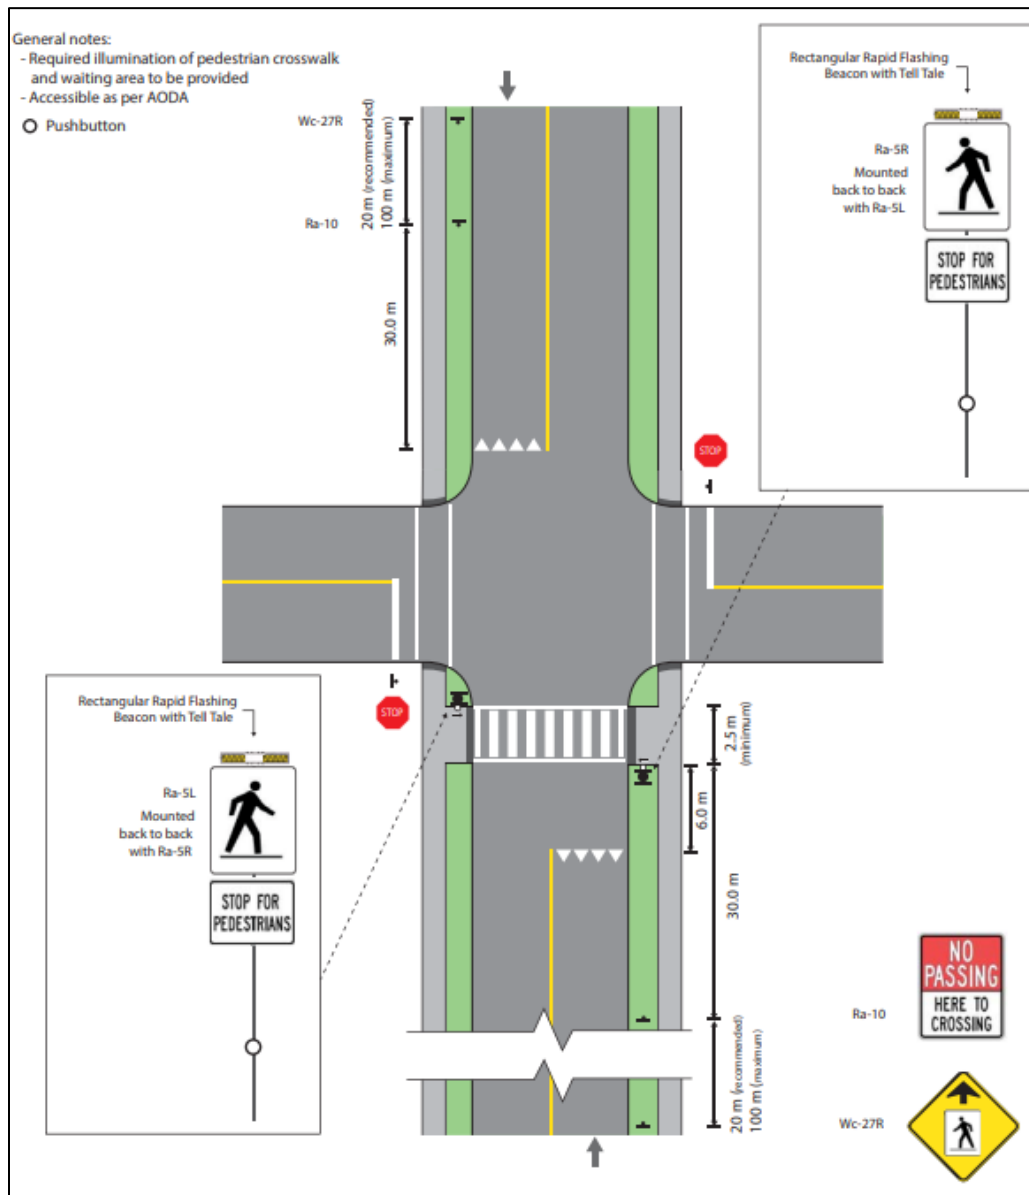 General notes:
- Required illumination of pedestrian crosswalk
and waiting area to be provided
- Accessible as per AODA
Pushbutton
Wc-27R
20 m (recommended)
100 m (maximum)
Ra-10
30.0 m
Rectangular Rapid Flashing
Beacon with Tell Tale
Ra-5R
Mounted
back to back
with Ra-5L
STOP FOR
PEDESTRIANS
STOP
STOP
Rectangular Rapid Flashing
Beacon with Tell Tale
Ra-5L
Mounted
back to back
with Ra-5R
STOP FOR
PEDESTRIANS
2.5 m
(minimum)
6.0 m
30.0 m
20 m (recommended)
100 m (maximum)
Ra-10
NO
PASSING
HERE TO
CROSSING
Wc-27R